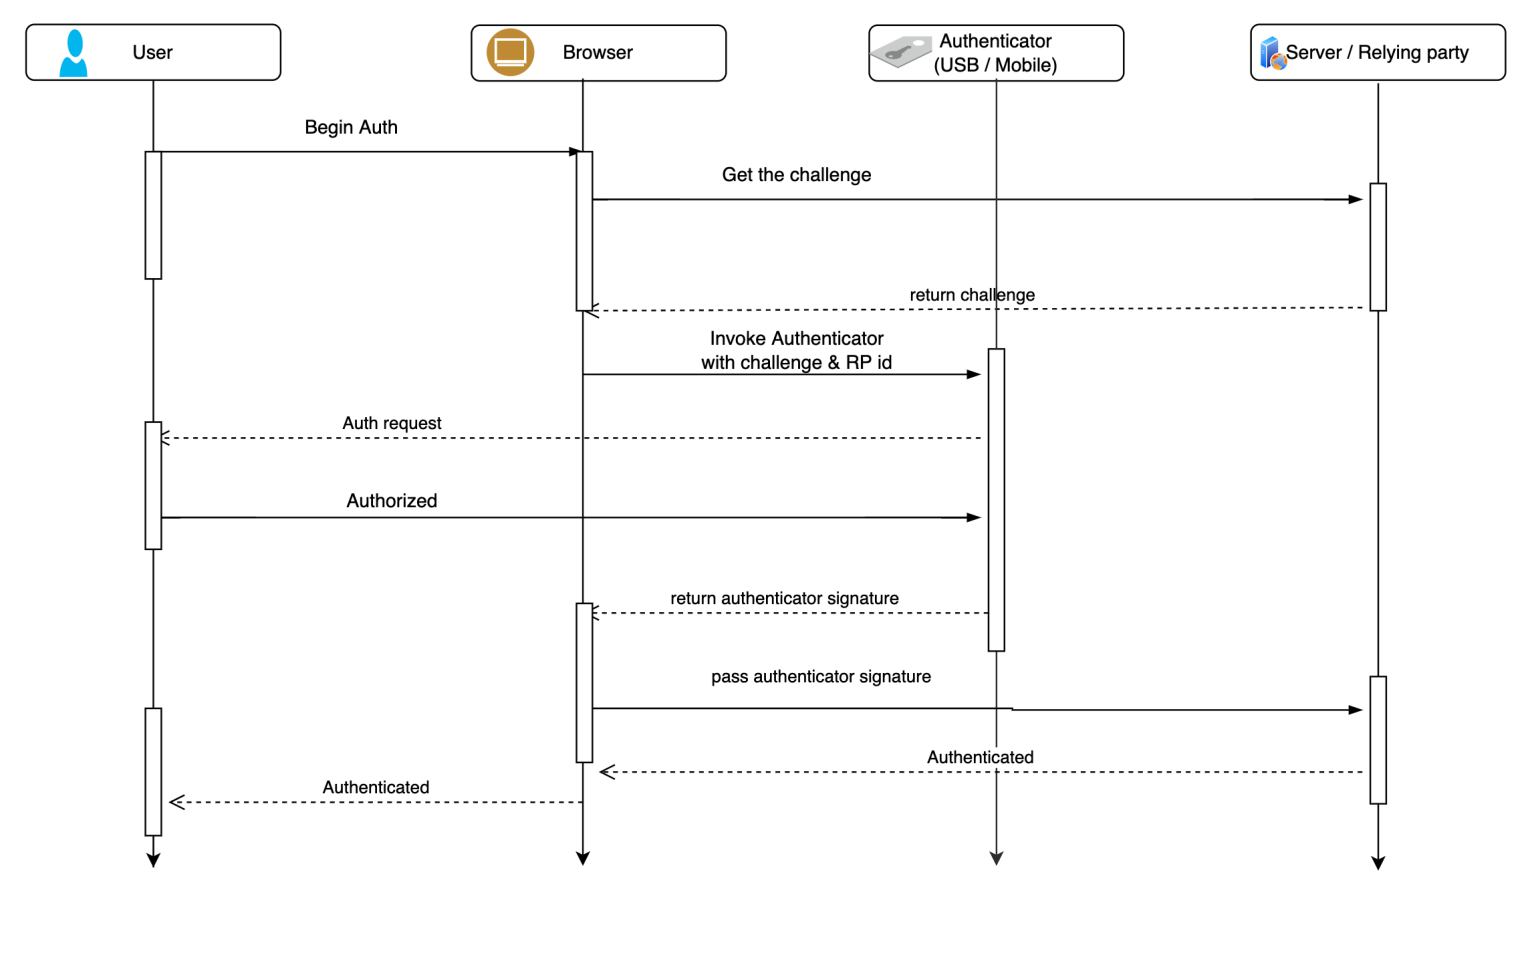 User
Browser
Authenticator
(USB / Mobile)
Server / Relying party
Begin Auth
Get the challenge
return challenge
Invoke Authenticator
with challenge & RP id
Auth request
Authorized
return authenticator signature
pass authenticator signature
Authenticated
Authenticated